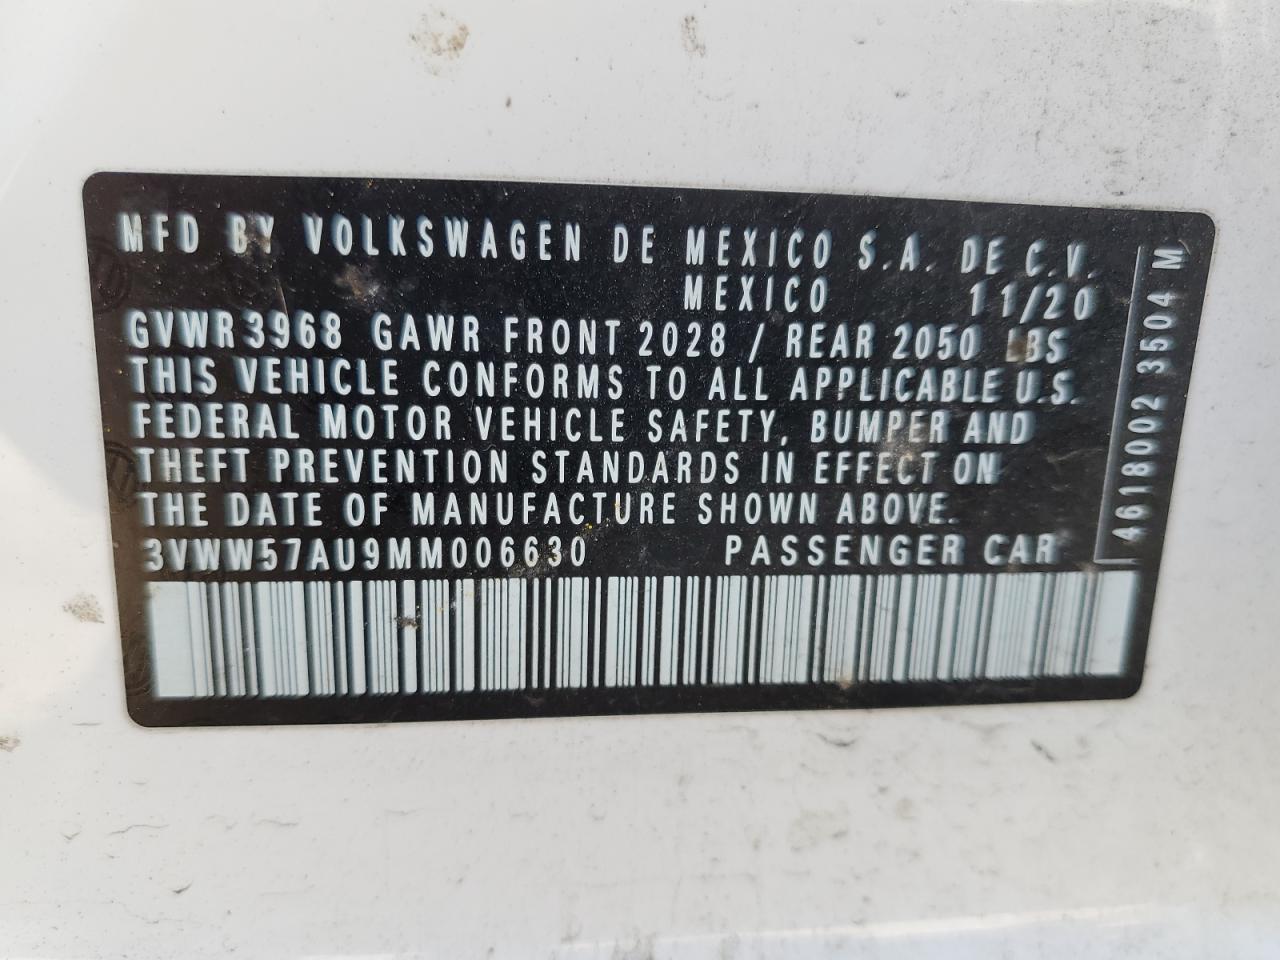 MFD BY VOLKSWAGEN DE MEXICO S.A. DE C.V.
MEXICO 11/20
GVWR 3968 GAWR FRONT 2028 / REAR 2050 LBS
THIS VEHICLE CONFORMS TO ALL APPLICABLE U.S.
FEDERAL MOTOR VEHICLE SAFETY, BUMPER AND
THEFT PREVENTION STANDARDS IN EFFECT ON
THE DATE OF MANUFACTURE SHOWN ABOVE.
3VWW57AU9MM006630 PASSENGER CAR
4618002 3504 M